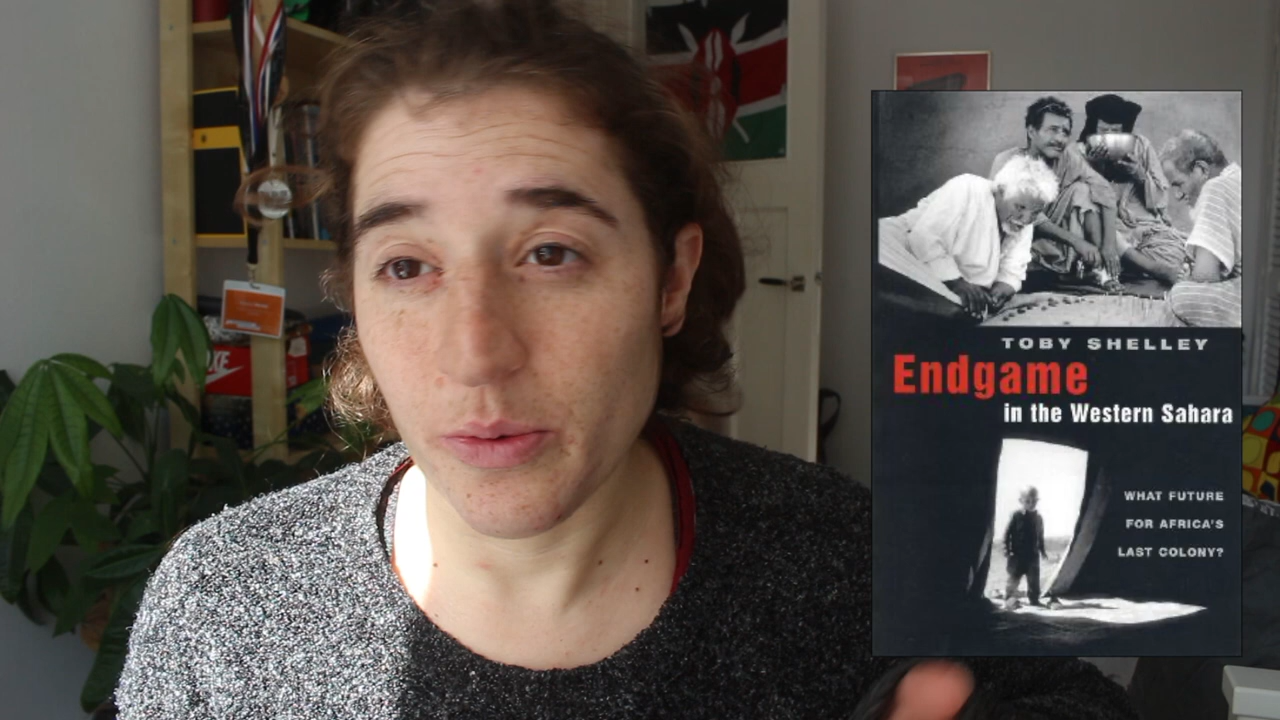 TOBY SHELLEY
Endgame
in the Western Sahara
WHAT FUTURE
FOR AFRICA'S
LAST COLONY?